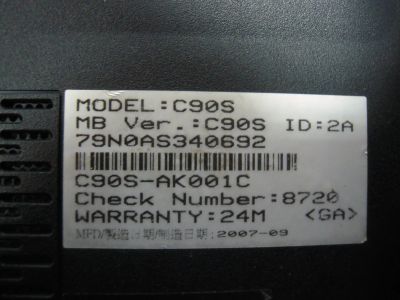 MODEL:C90S
MB Ver.:C90S ID:2A
79N0AS340692
C90S-AK001C
Check Number:8720
WARRANTY:24M <GA>
MFD/製造日期/制造日期:2007-09